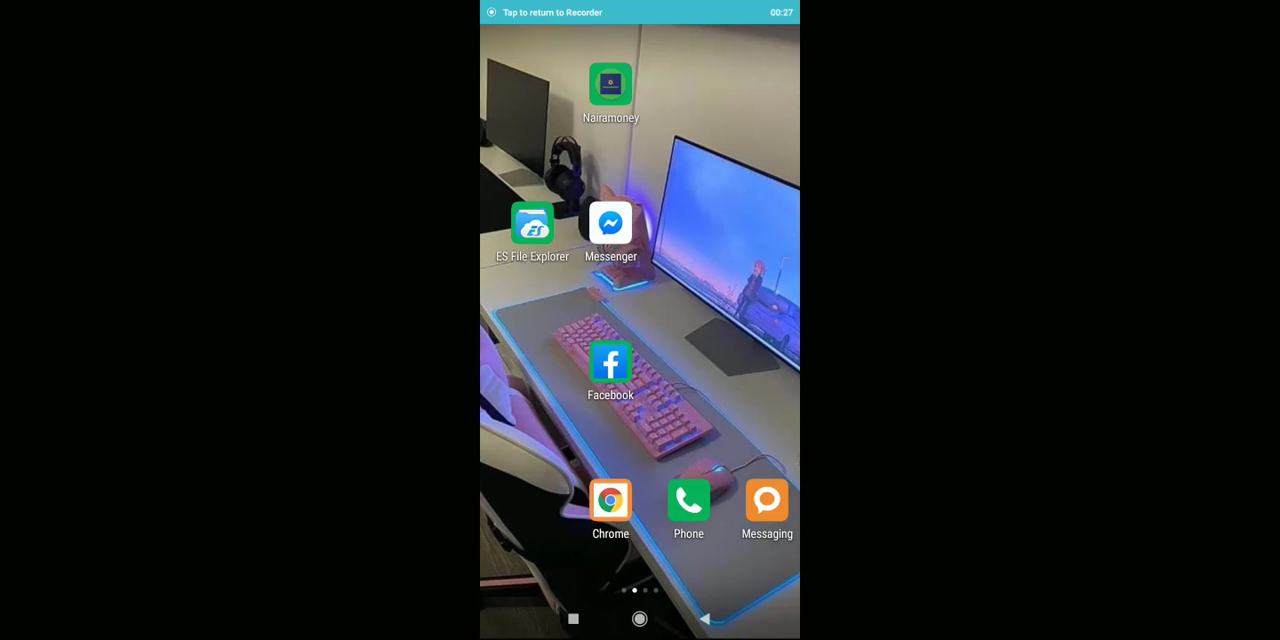 Tap to return to Recorder 00:27
Nairamoney
ES File Explorer Messenger
Facebook
Chrome Phone Messaging